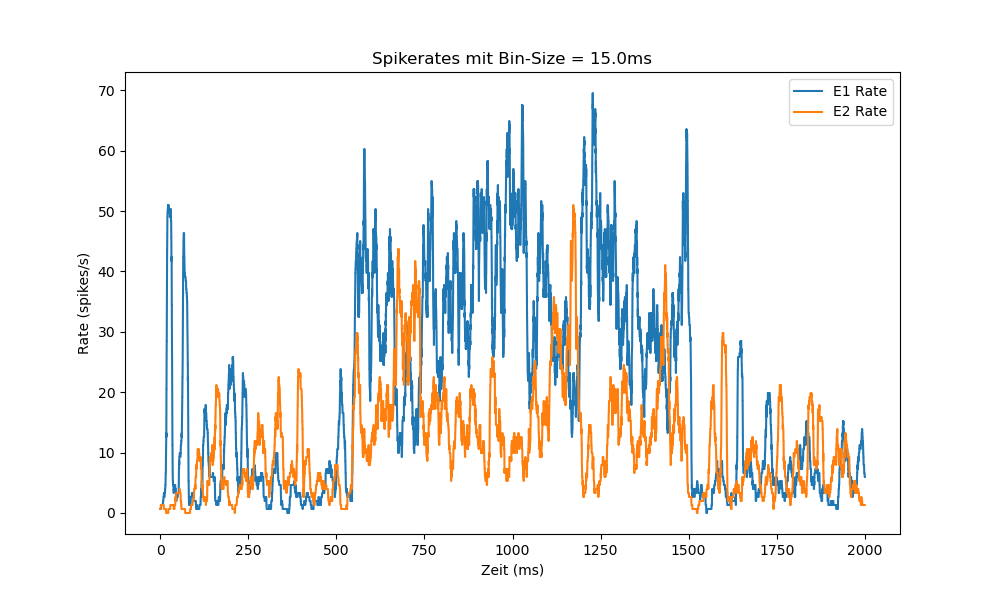 Spikerates mit Bin-Size = 15.0ms
E1 Rate
E2 Rate
70
60
50
40
30
20
10
0
Rate (spikes/s)
0 250 500 750 1000 1250 1500 1750 2000
Zeit (ms)